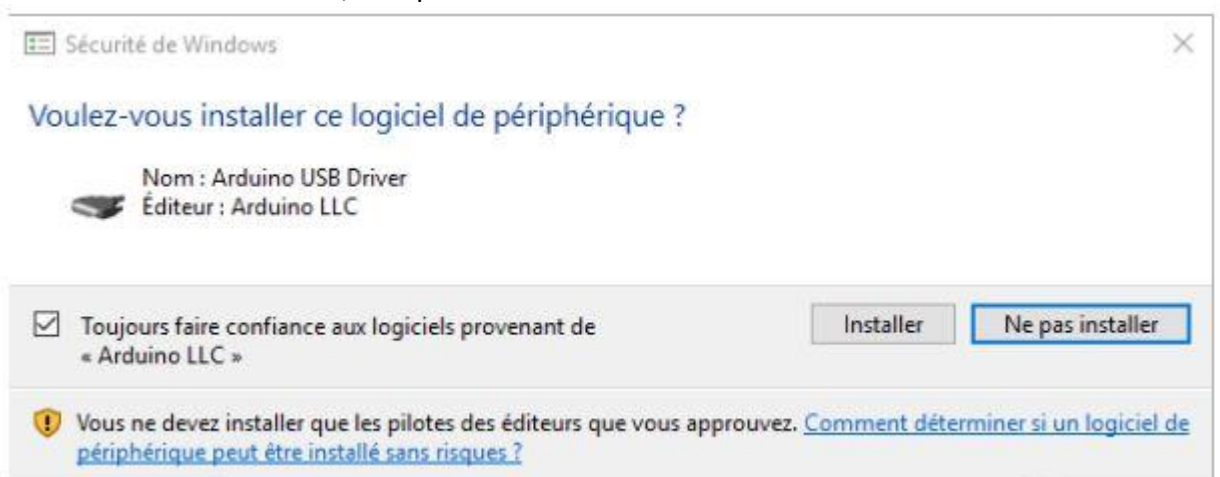 Sécurité de Windows
Voulez-vous installer ce logiciel de périphérique ?
Nom : Arduino USB Driver
Éditeur : Arduino LLC
Toujours faire confiance aux logiciels provenant de
« Arduino LLC »
Installer
Ne pas installer
Vous ne devez installer que les pilotes des éditeurs que vous approuvez. Comment déterminer si un logiciel de
périphérique peut être installé sans risques ?